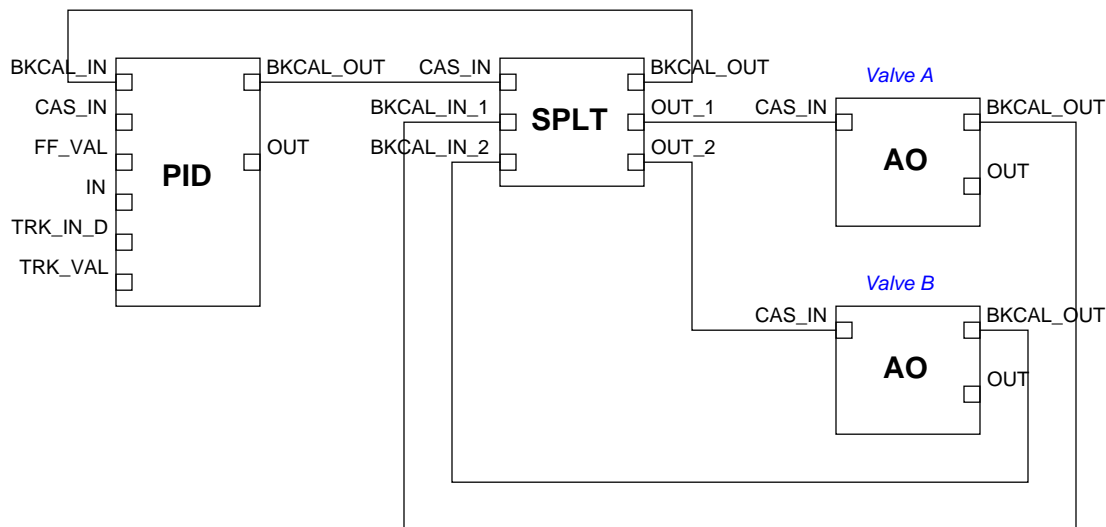 BKCAL_IN
CAS_IN
FF_VAL
IN
TRK_IN_D
TRK_VAL
PID
BKCAL_OUT
OUT
CAS_IN
BKCAL_IN_1
BKCAL_IN_2
SPLT
BKCAL_OUT
OUT_1
OUT_2
Valve A
CAS_IN
AO
BKCAL_OUT
OUT
Valve B
CAS_IN
AO
BKCAL_OUT
OUT